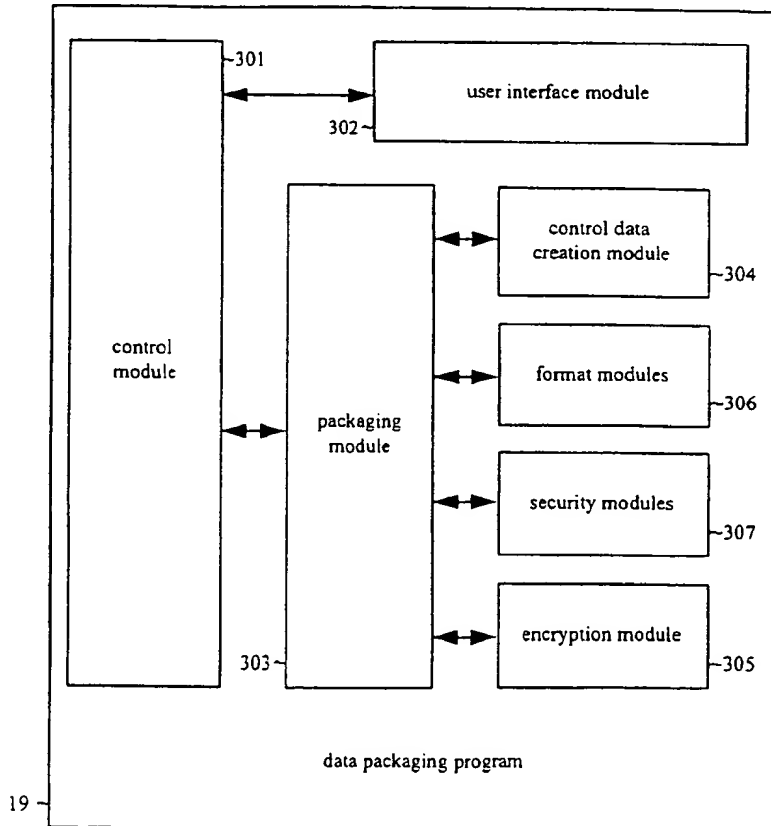 301
user interface module
302
control data
creation module
304
control
module
format modules
306
packaging
module
security modules
307
encryption module
303
305
data packaging program
19